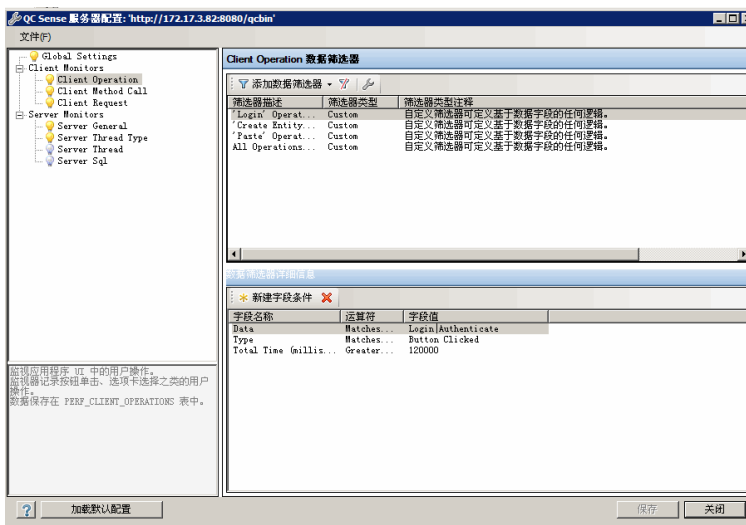 QC Sense 服务器配置: 'http://172.17.3.82:8080/qcbin'
文件(F)
Global Settings
Client Monitors
Client Operation
Client Method Call
Client Request
Server Monitors
Server General
Server Thread Type
Server Thread
Server Sql
监视应用程序 UI 中的用户操作。
监视器记录按钮单击、选项卡选择之类的用户
操作。
数据保存在 PERF_CLIENT_OPERATIONS 表中。
Client Operation 数据筛选器
添加数据筛选器
筛选器描述 筛选器类型 筛选器类型注释
'Login' Operat... Custom 自定义筛选器可定义基于数据字段的任何逻辑。
'Create Entity... Custom 自定义筛选器可定义基于数据字段的任何逻辑。
'Paste' Operat... Custom 自定义筛选器可定义基于数据字段的任何逻辑。
All Operations... Custom 自定义筛选器可定义基于数据字段的任何逻辑。
数据筛选器详细信息
新建字段条件
字段名称 运算符 字段值
Data Matches... Login|Authenticate
Type Matches... Button Clicked
Total Time (millis... Greater... 120000
? 加载默认配置 保存 关闭